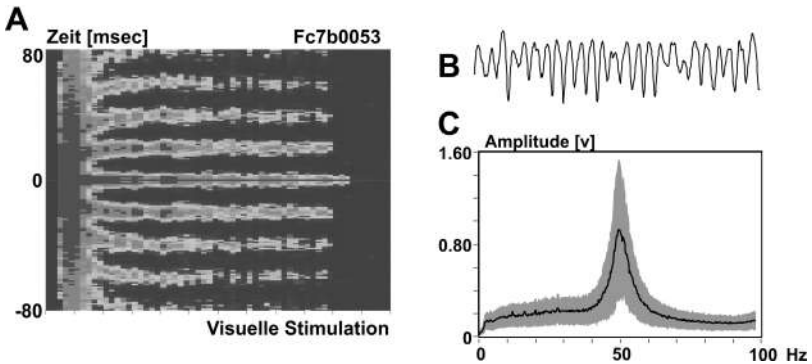 A
Zeit [msec] Fc7b0053
80
0
-80
Visuelle Stimulation
B
C
Amplitude [v]
1.60
0.80
0
0 50 100 Hz